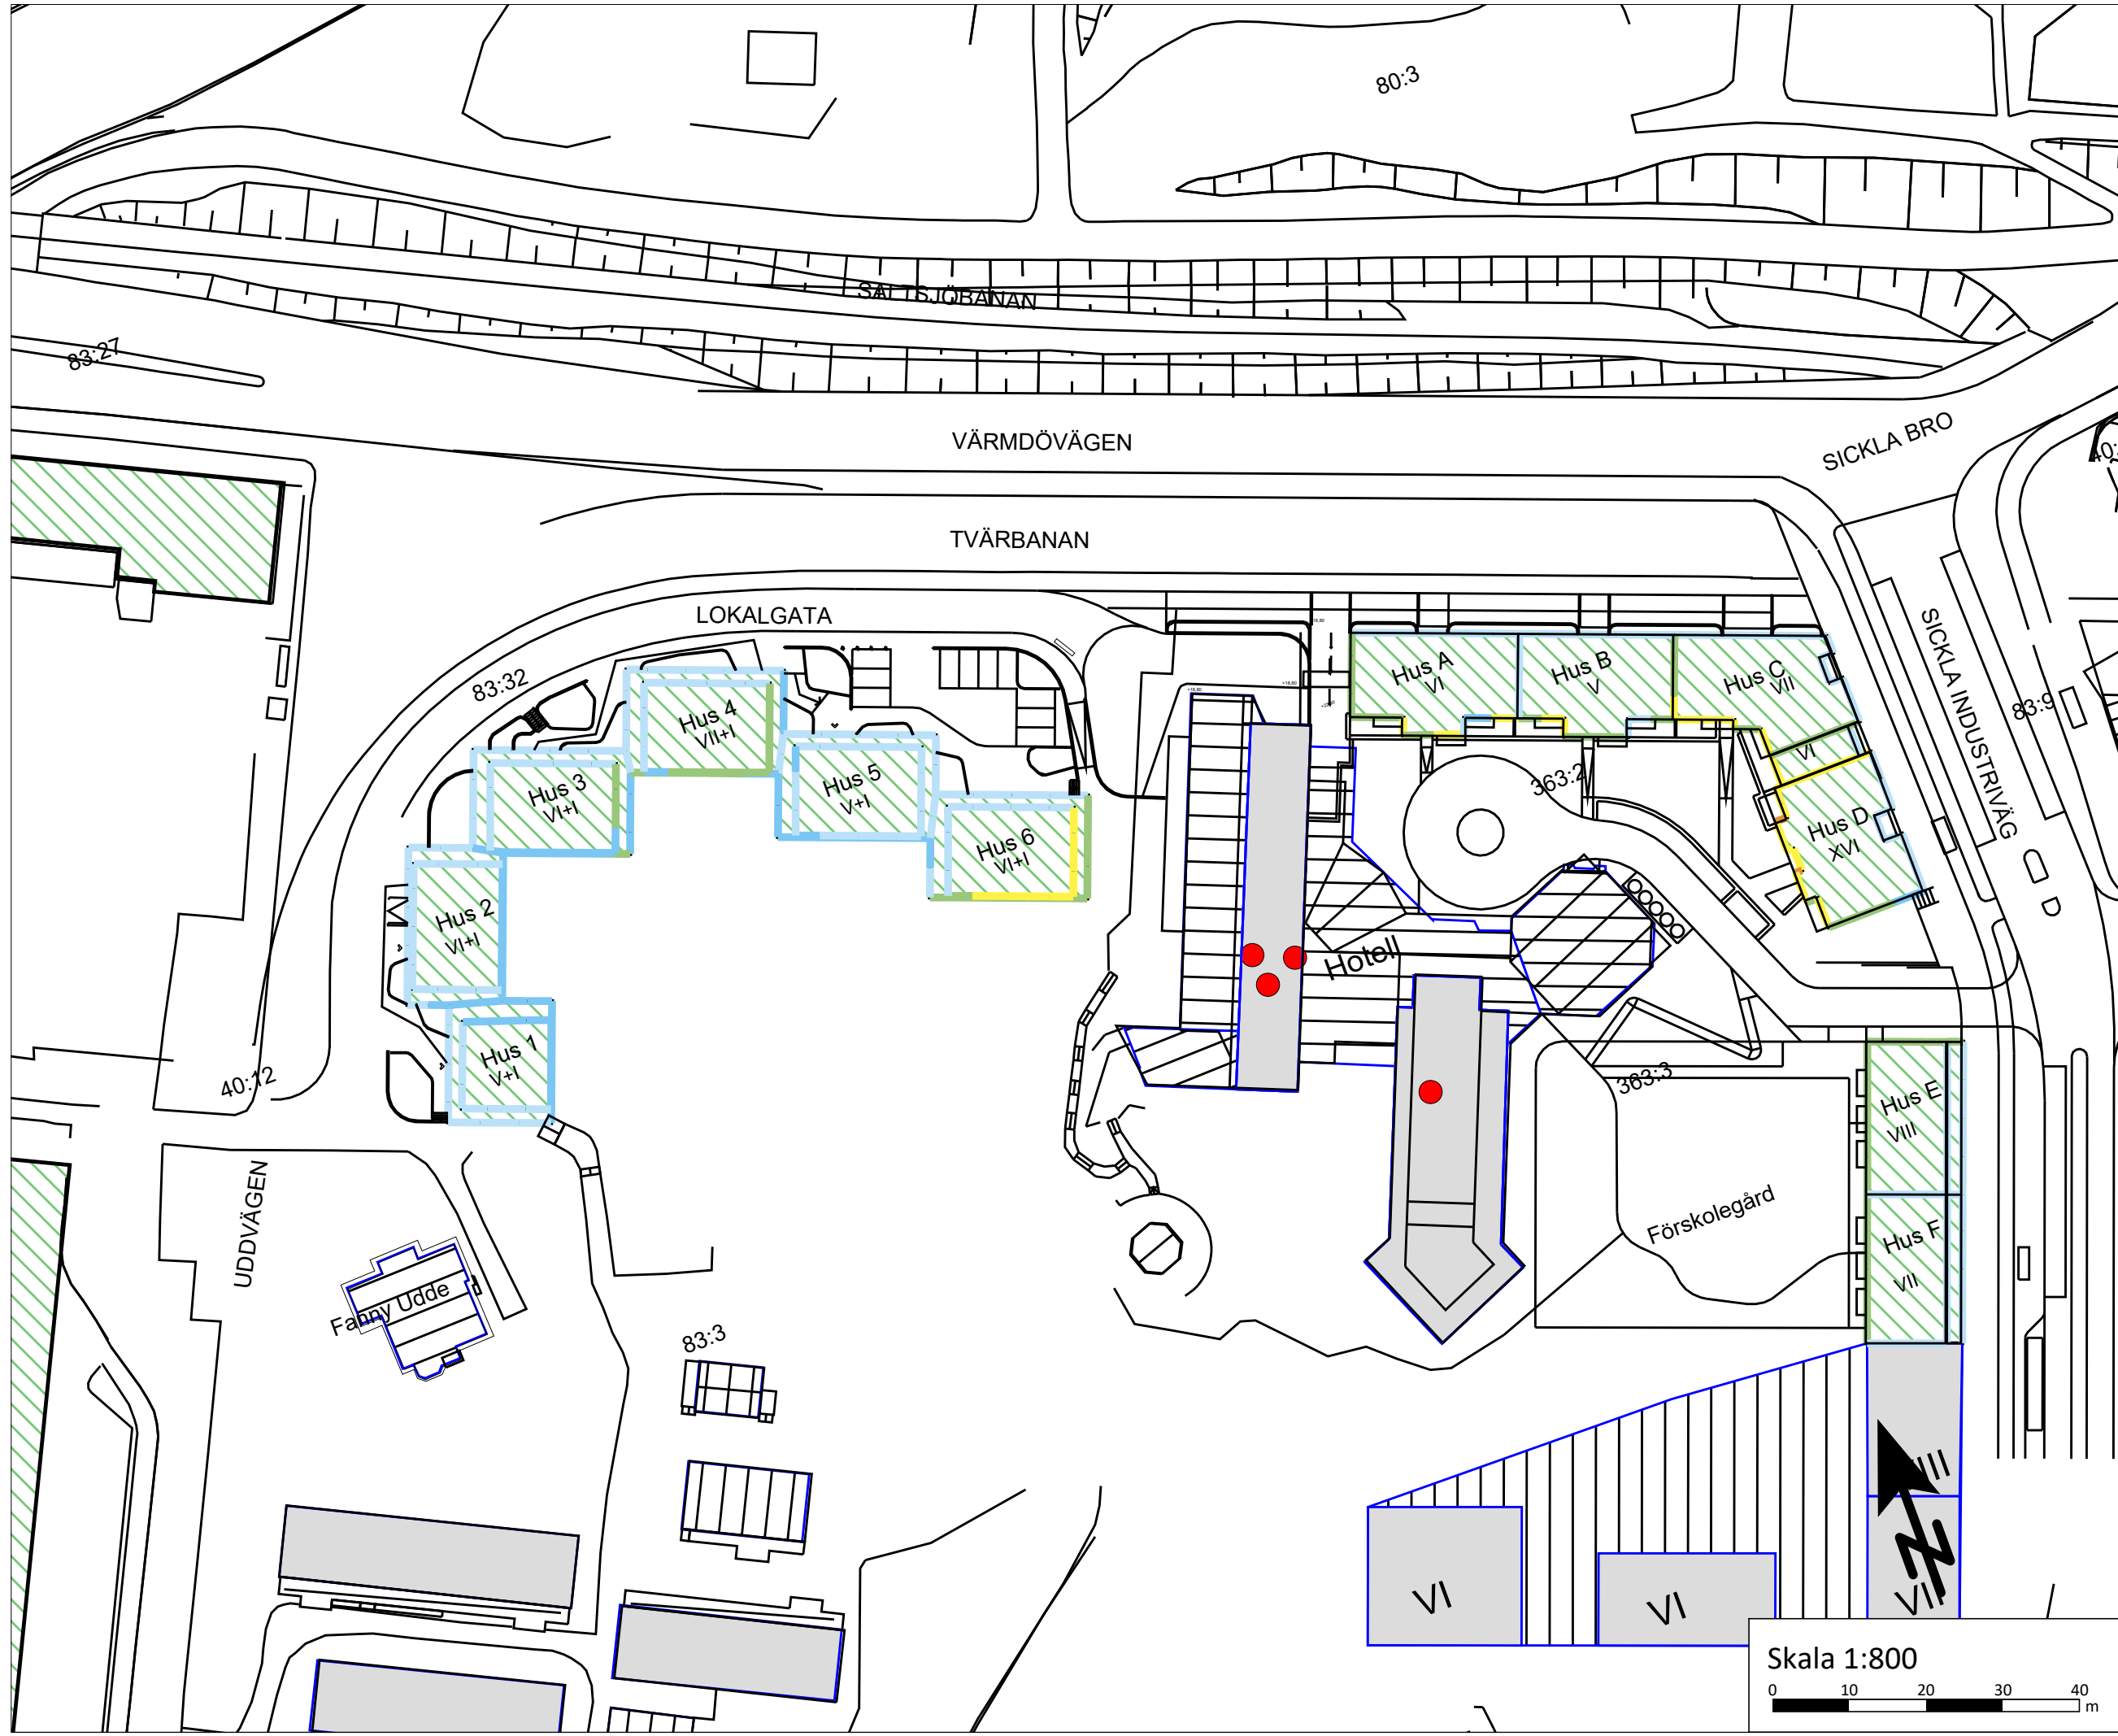 80:3
SALTSJÖBANAN
83:27
VÄRMDÖVÄGEN
SICKLA BRO
TVÄRBANAN
LOKALGATA
83:32
SICKLA INDUSTRIVÄG
83:9
Hus A
VI
Hus B
V
Hus C
VII
VI
Hus D
XVI
363:2
Hus 4
VII+I
Hus 3
VI+I
Hus 5
V+I
Hus 6
VI+I
Hus 2
VI+I
Hus 1
V+I
Hotell
40:12
363:3
Hus E
VIII
Hus F
VII
Förskolegård
UDDVÄGEN
Fanny Udde
83:3
VI
VI
VII
Skala 1:800
0 10 20 30 40
m